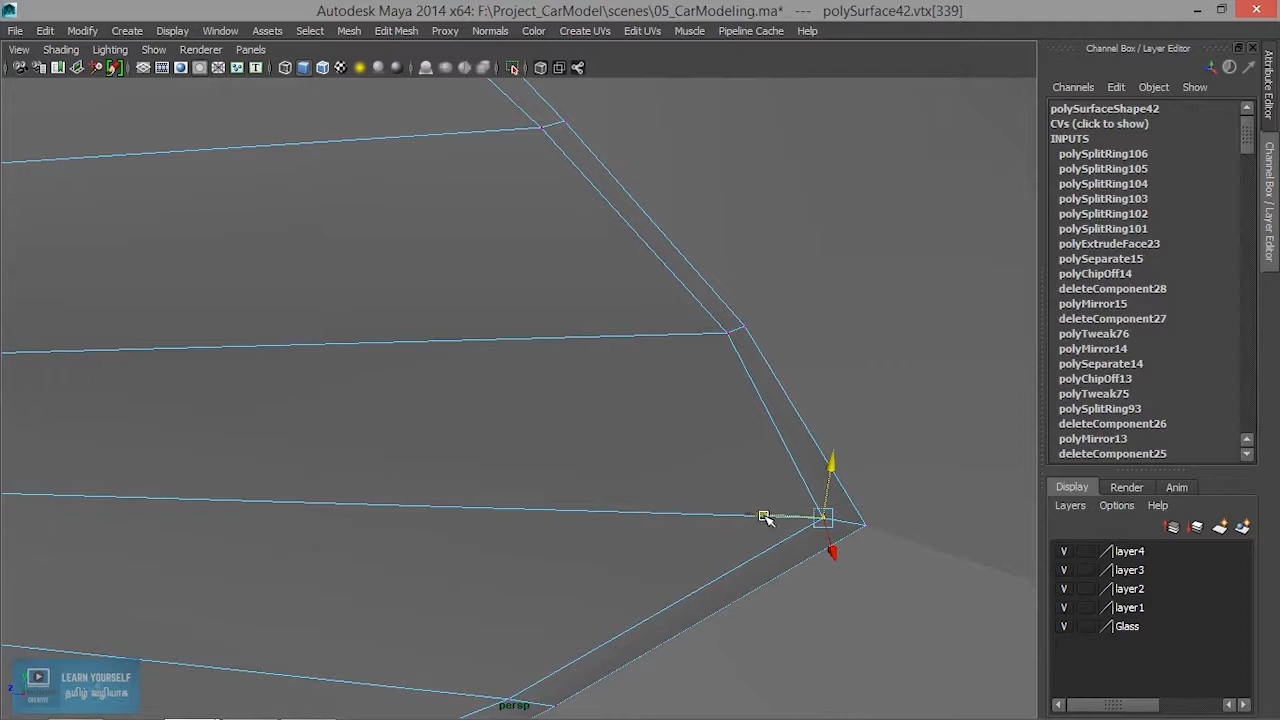 Autodesk Maya 2014 x64: F:\Project_CarModel\scenes\05_CarModeling.ma* --- polySurface42.vtx[339]
File Edit Modify Create Display Window Assets Select Mesh Edit Mesh Proxy Normals Color Create UVs Edit UVs Muscle Pipeline Cache Help
View Shading Lighting Show Renderer Panels
Channel Box / Layer Editor
Channels Edit Object Show
polySurfaceShape42
CVs (click to show)
INPUTS
polySplitRing106
polySplitRing105
polySplitRing104
polySplitRing103
polySplitRing102
polySplitRing101
polyExtrudeFace23
polySeparate15
polyChipOff14
deleteComponent28
polyMirror15
deleteComponent27
polyTweak76
polyMirror14
polySeparate14
polyChipOff13
polyTweak75
polySplitRing93
deleteComponent26
polyMirror13
deleteComponent25
Display Render Anim
Layers Options Help
V layer4
V layer3
V layer2
V layer1
V Glass
Attribute Editor
Channel Box / Layer Editor
LEARN YOURSELF
தமிழ் வழியாக
z
persp